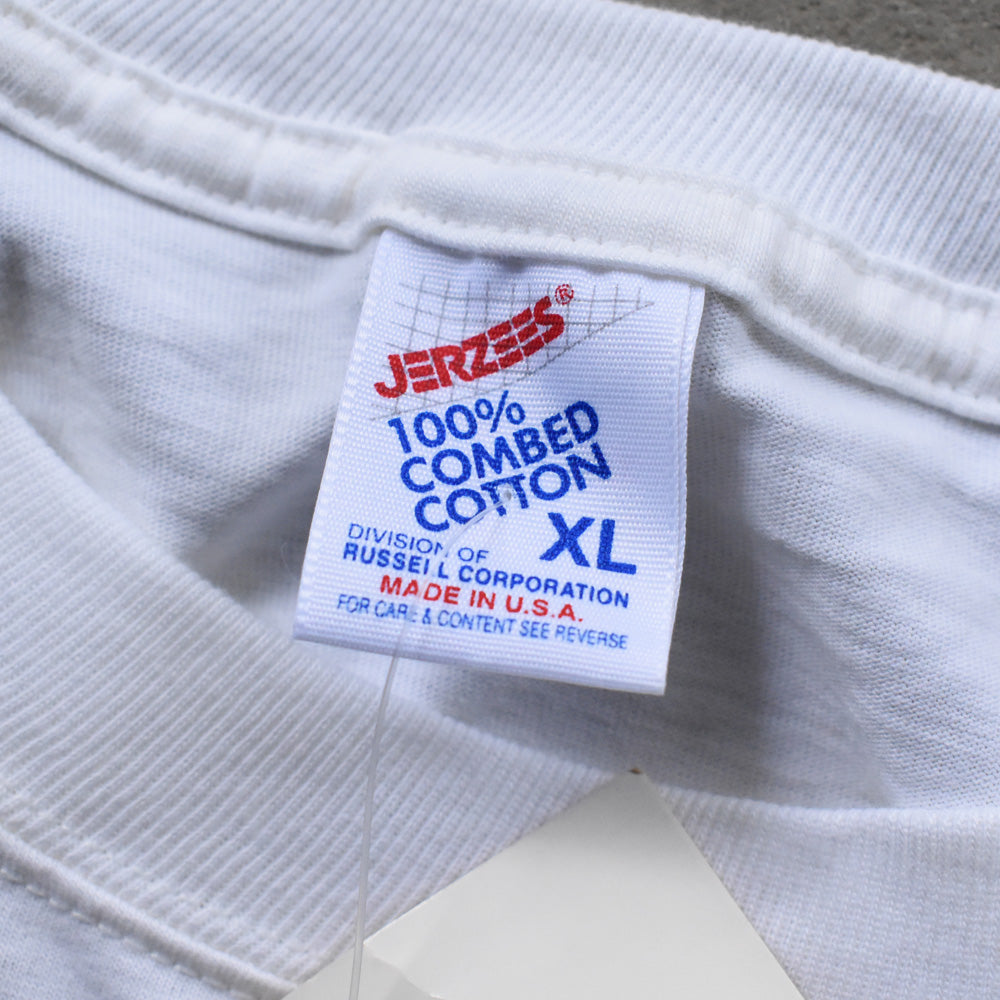 JERZEES®
100%
COMBED
COTTON
XL
DIVISION OF
RUSSELL CORPORATION
MADE IN U.S.A.
FOR CARE & CONTENT SEE REVERSE